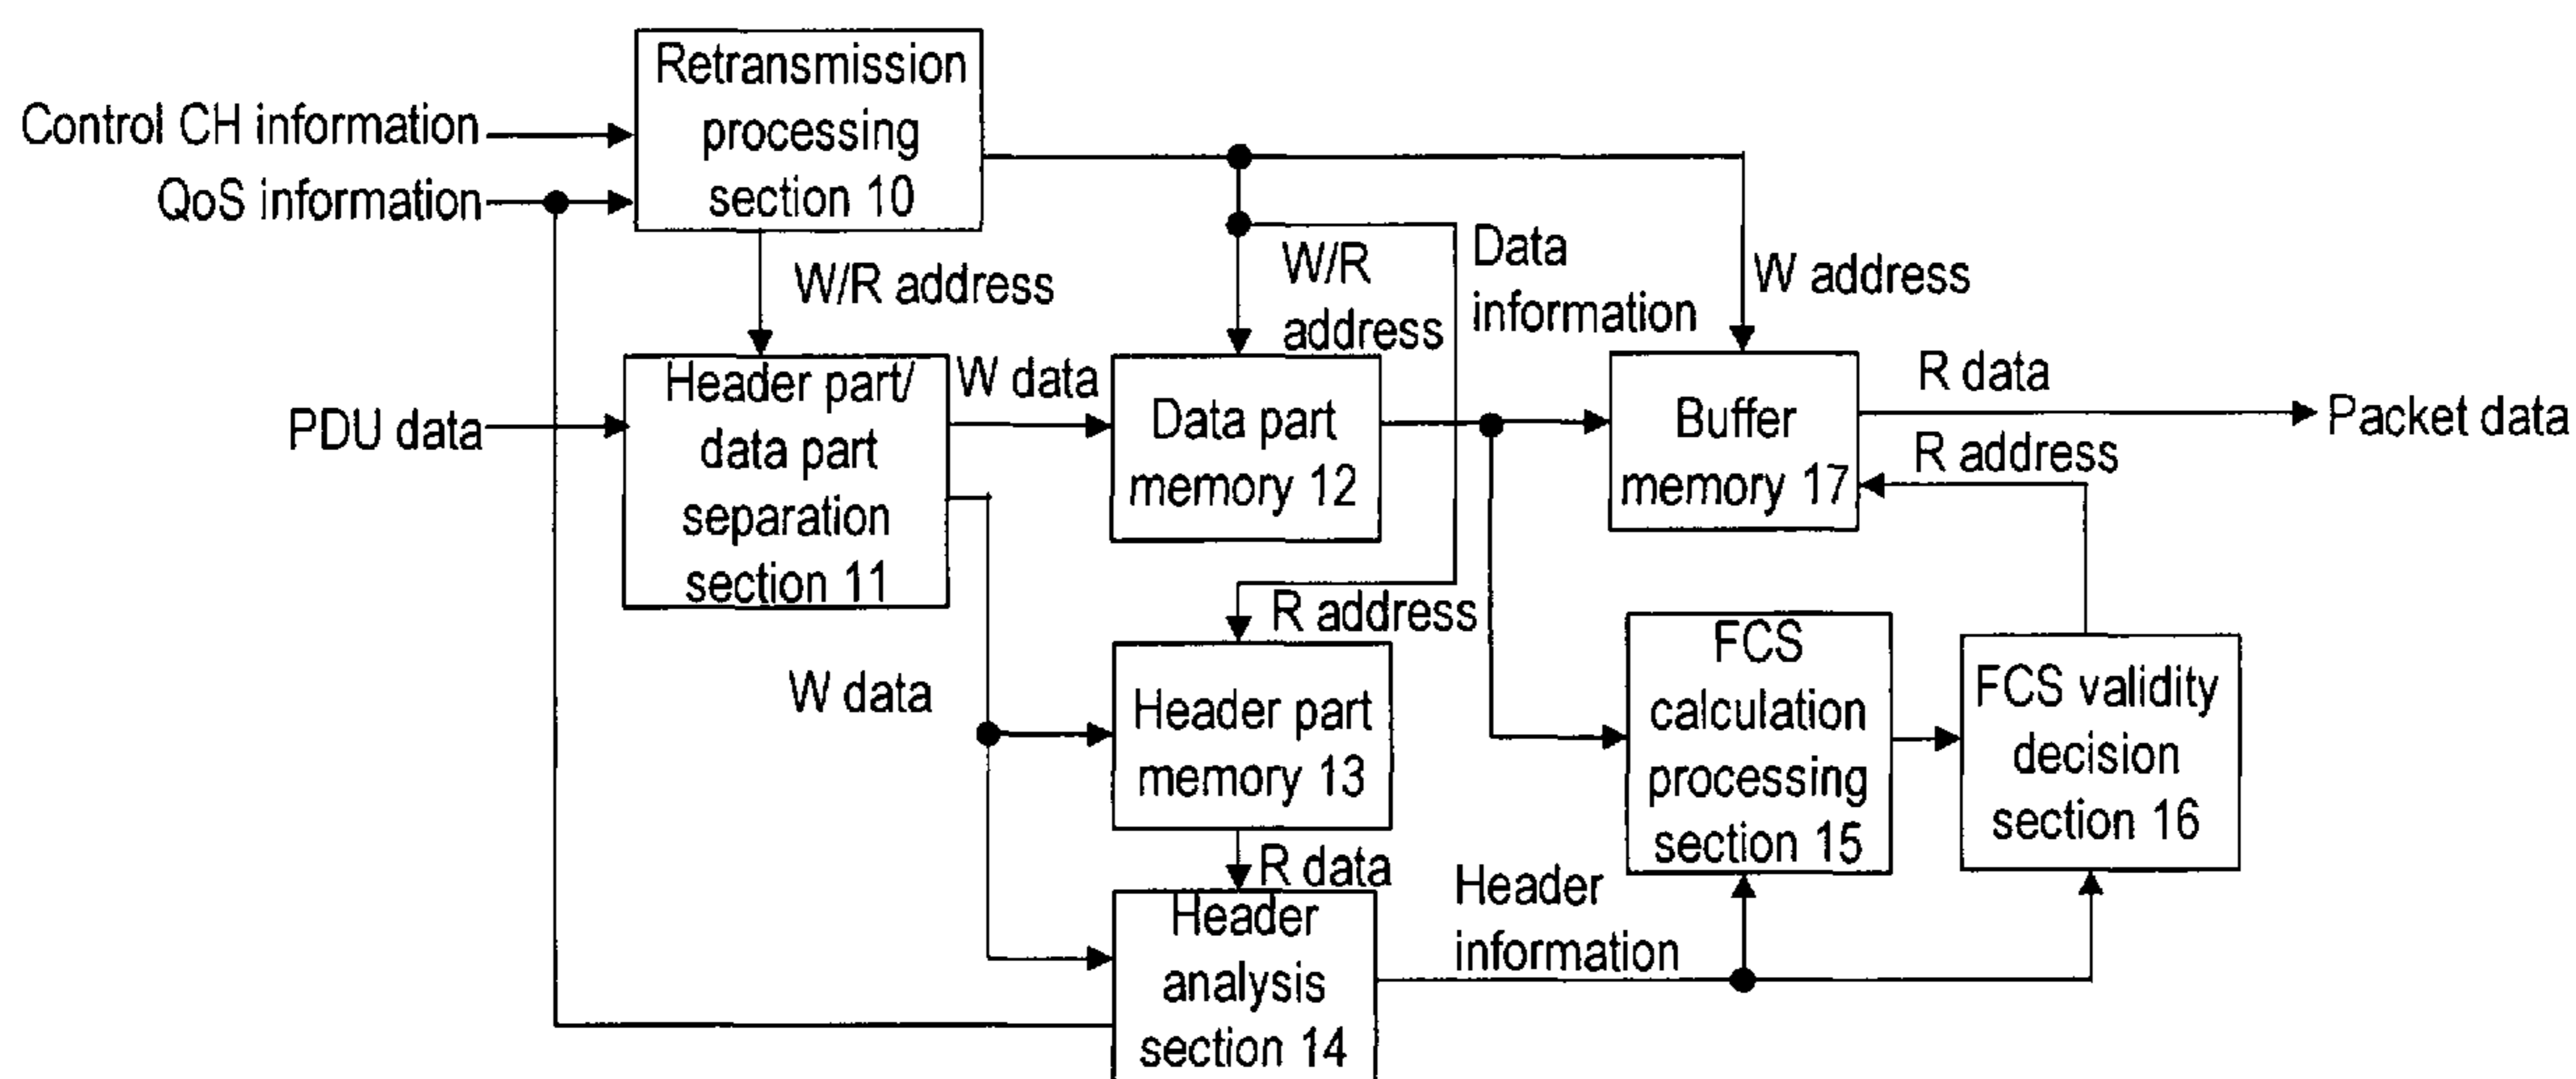 Retransmission
processing
section 10
Control CH information
QoS information
W/R address
W/R
address
Data
information
W address
PDU data
Header part/
data part
separation
section 11
W data
Data part
memory 12
Buffer
memory 17
R data
Packet data
R address
R address
W data
Header part
memory 13
FCS
calculation
processing
section 15
FCS validity
decision
section 16
R data
Header
analysis
section 14
Header
information